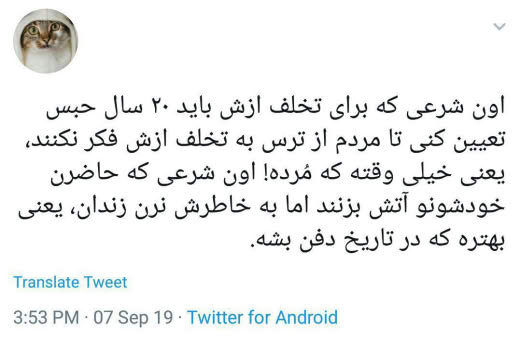 اون شرعی که برای تخلف ازش باید ۲۰ سال حبس
تعیین کنی تا مردم از ترس به تخلف ازش فکر نکنند،
یعنی خیلی وقته که مُرده! اون شرعی که حاضرن
خودشونو آتش بزنند اما به خاطرش نرن زندان، یعنی
بهتره که در تاریخ دفن بشه.
Translate Tweet
3:53 PM · 07 Sep 19 · Twitter for Android